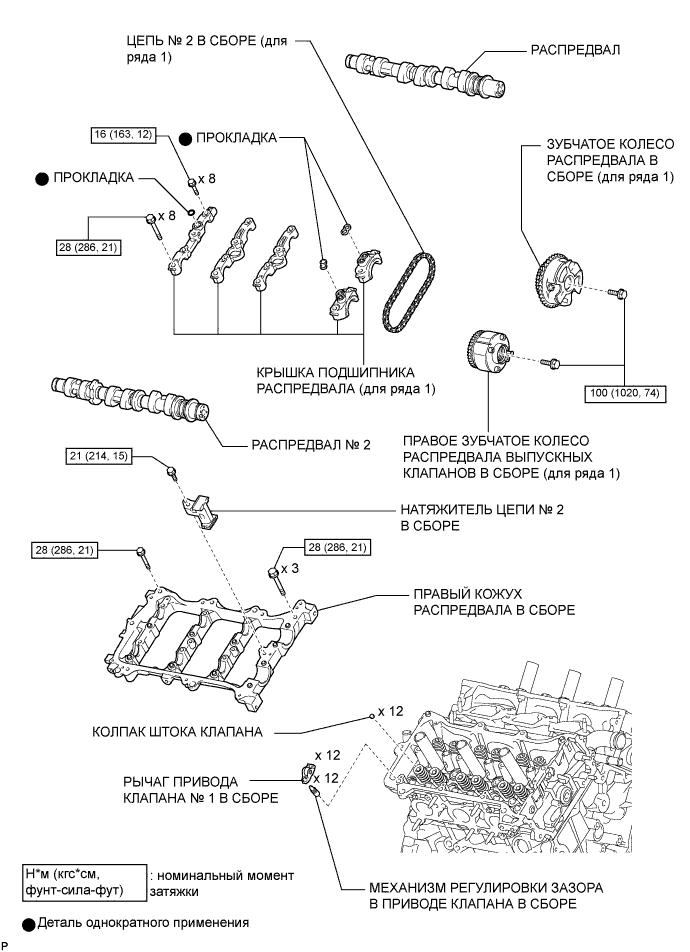 ЦЕПЬ № 2 В СБОРЕ (для
ряда 1)
РАСПРЕДВАЛ
16 (163, 12)
ПРОКЛАДКА
ЗУБЧАТОЕ КОЛЕСО
РАСПРЕДВАЛА В
СБОРЕ (для ряда 1)
x 8
ПРОКЛАДКА
x 8
28 (286, 21)
КРЫШКА ПОДШИПНИКА
РАСПРЕДВАЛА (для ряда 1)
100 (1020, 74)
РАСПРЕДВАЛ № 2
ПРАВОЕ ЗУБЧАТОЕ КОЛЕСО
РАСПРЕДВАЛА ВЫПУСКНЫХ
КЛАПАНОВ В СБОРЕ (для ряда 1)
21 (214, 15)
НАТЯЖИТЕЛЬ ЦЕПИ № 2
В СБОРЕ
28 (286, 21)
28 (286, 21)
x 3
ПРАВЫЙ КОЖУХ
РАСПРЕДВАЛА В СБОРЕ
x 12
КОЛПАК ШТОКА КЛАПАНА
x 12
x 12
РЫЧАГ ПРИВОДА
КЛАПАНА № 1 В СБОРЕ
Н*м (кгс*см,
фунт-сила-фут)
: номинальный момент
затяжки
МЕХАНИЗМ РЕГУЛИРОВКИ ЗАЗОРА
В ПРИВОДЕ КЛАПАНА В СБОРЕ
Деталь однократного применения
P